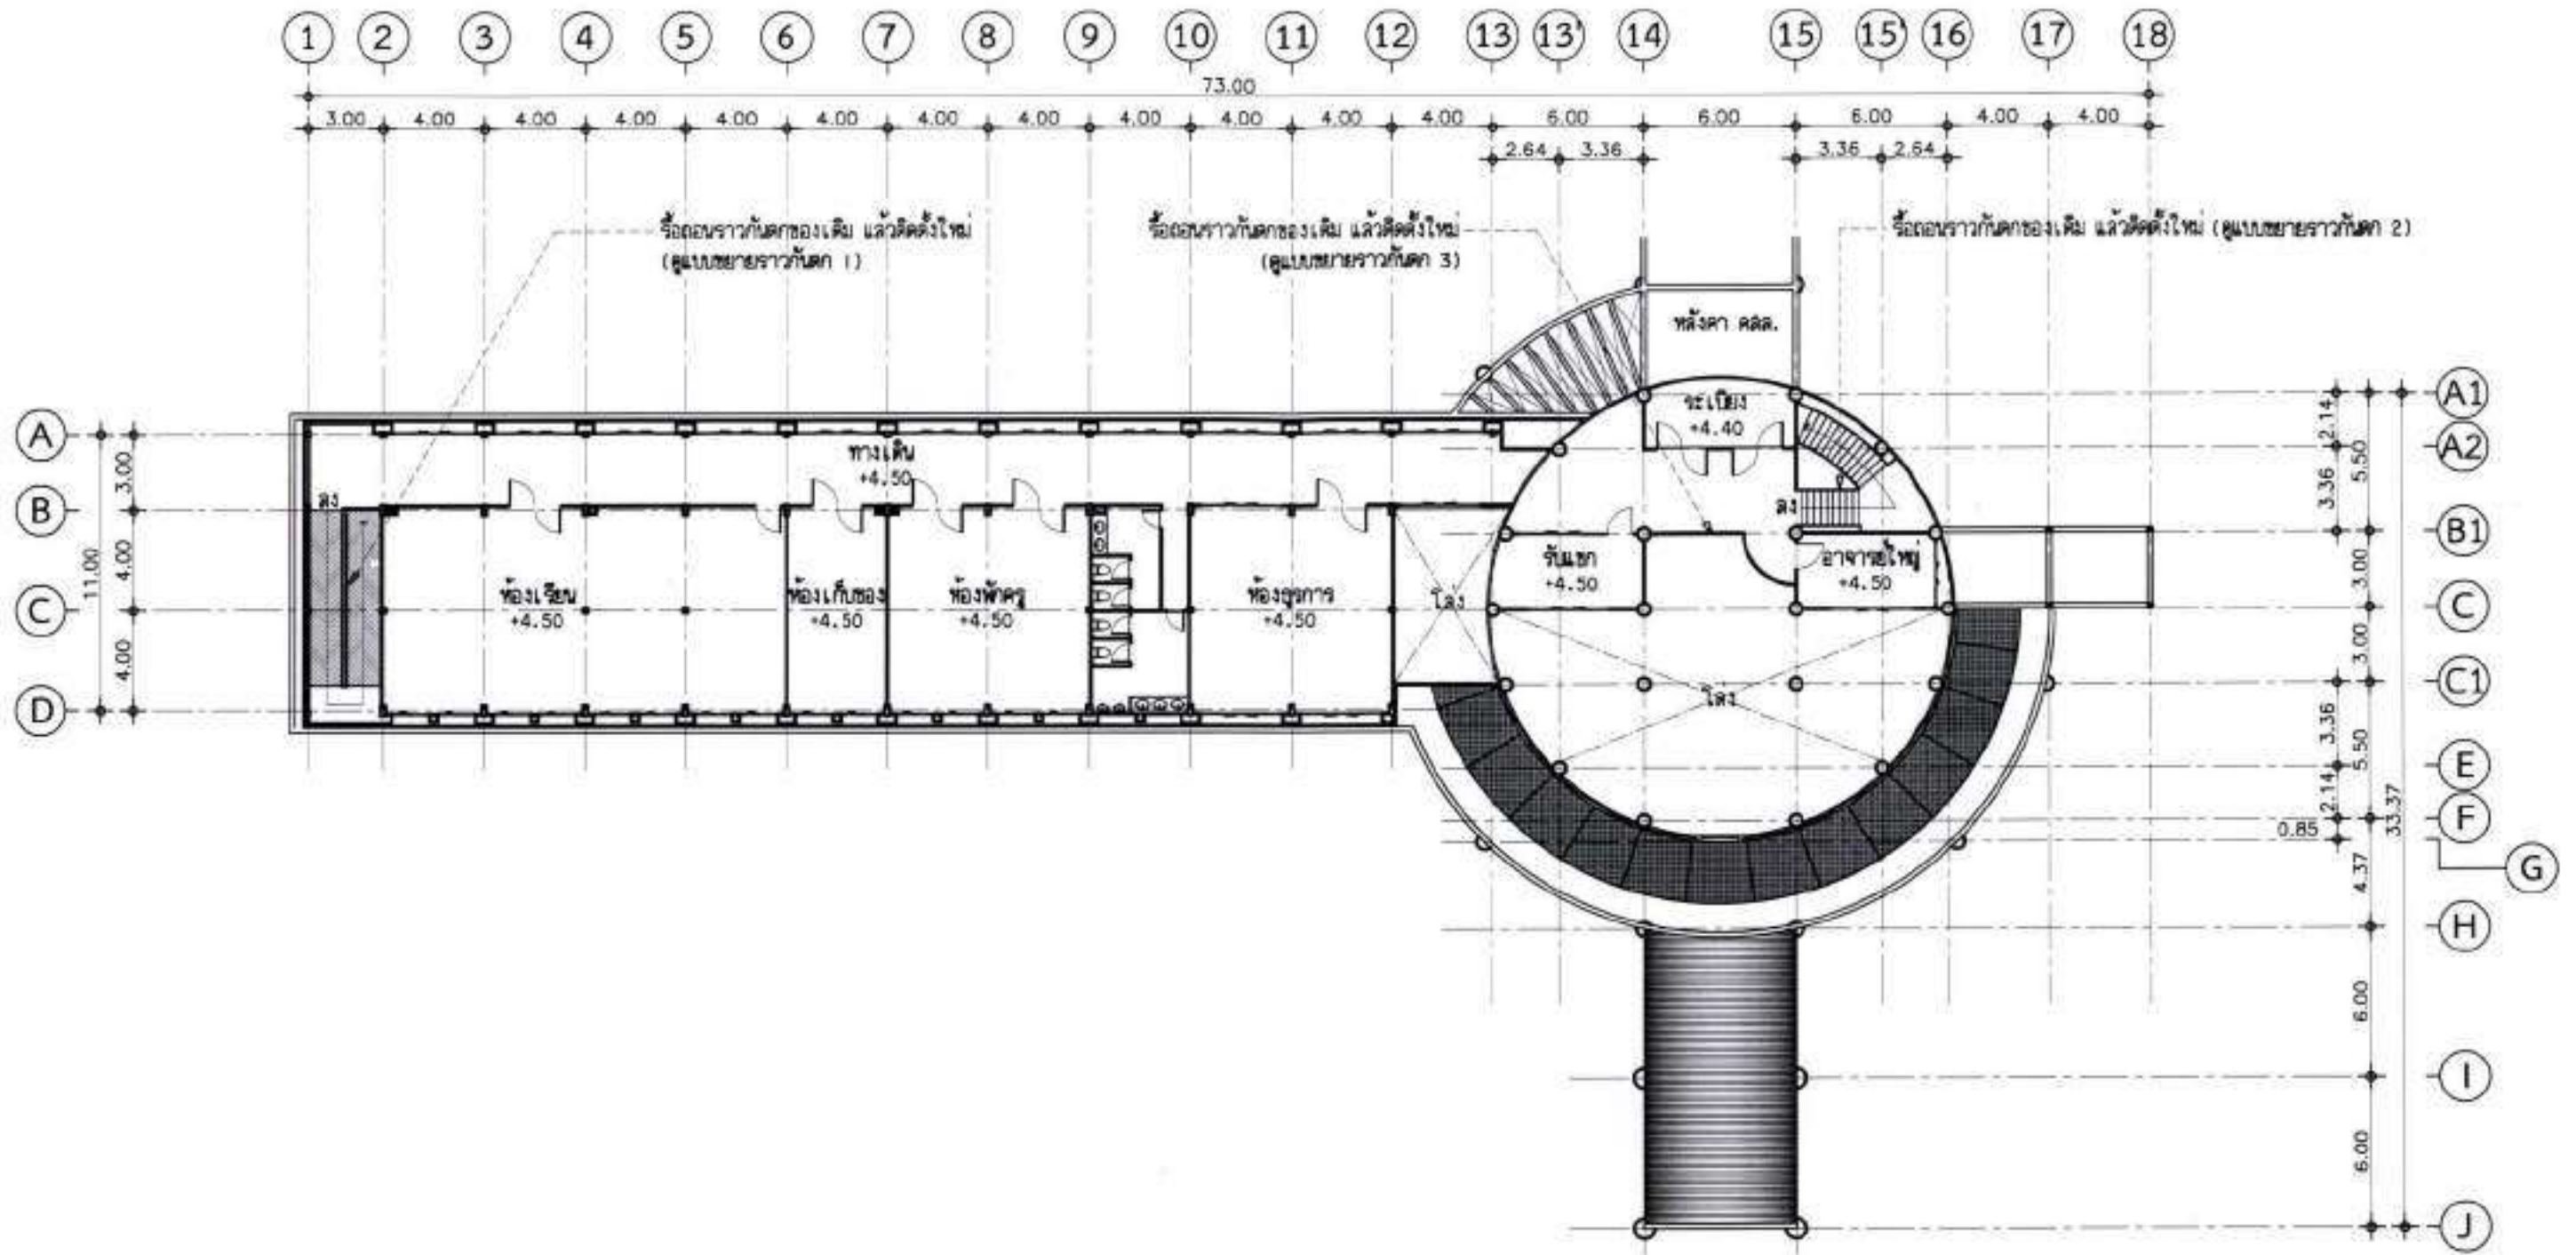 1 2 3 4 5 6 7 8 9 10 11 12 13 13' 14 15 15' 16 17 18
73.00
3.00 4.00 4.00 4.00 4.00 4.00 4.00 4.00 4.00 4.00 4.00 4.00 6.00 6.00 6.00 4.00 4.00
2.64 3.36 3.36 2.64
รื้อถอนราวกันตกของเดิม แล้วติดตั้งใหม่
(ดูแบบขยายราวกันตก 1)
รื้อถอนราวกันตกของเดิม แล้วติดตั้งใหม่
(ดูแบบขยายราวกันตก 3)
รื้อถอนราวกันตกของเดิม แล้วติดตั้งใหม่ (ดูแบบขยายราวกันตก 2)
หลังคา คสล.
ระเบียง
+4.40
ทางเดิน
+4.50
ลง
ลง
ห้องเรียน
+4.50
ห้องเก็บของ
+4.50
ห้องพักครู
+4.50
ห้องธุรการ
+4.50
โล่ง
รับแขก
+4.50
อาจารย์ใหญ่
+4.50
โล่ง
A
B
C
D
3.00
4.00
4.00
11.00
A1
A2
B1
C
C1
E
F
G
H
I
J
2.14
3.36
5.50
3.00
3.00
3.36
5.50
2.14
0.85
4.37
6.00
6.00
33.37